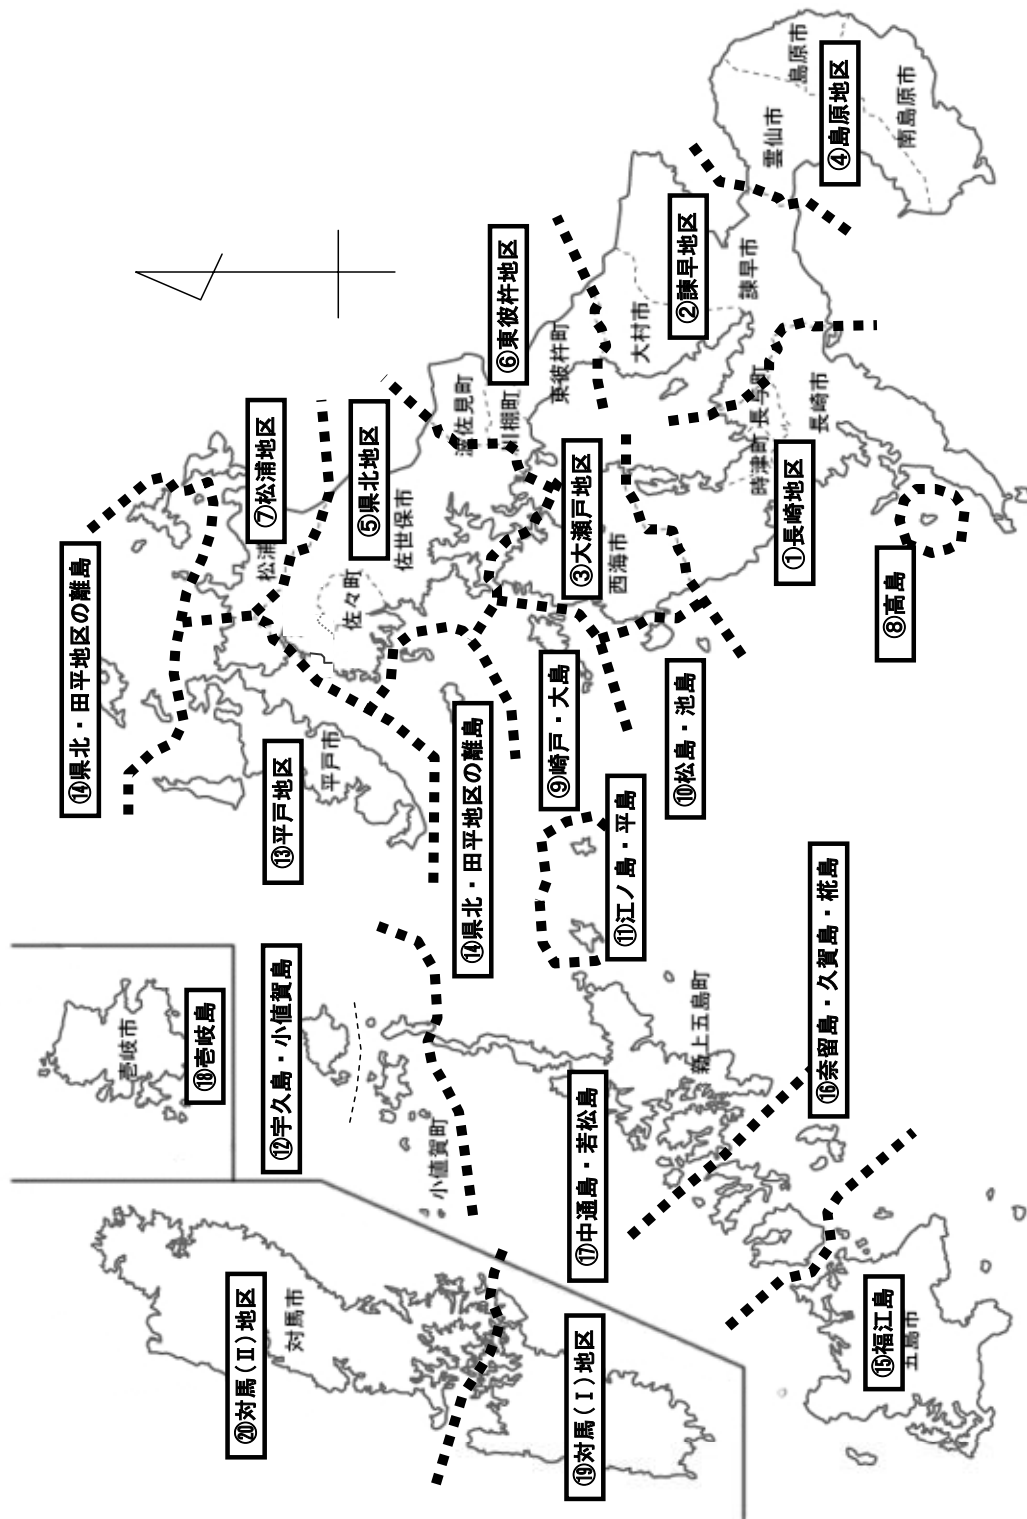 ⑳対馬(Ⅱ)地区
対馬市
⑲対馬(Ⅰ)地区
⑱壱岐島
壱岐市
⑫宇久島・小値賀島
小値賀町
⑰中通島・若松島
新上五島町
⑯奈留島・久賀島・椛島
⑮福江島
五島市
⑭県北・田平地区の離島
⑬平戸地区
平戸市
⑭県北・田平地区の離島
⑪江ノ島・平島
⑨崎戸・大島
⑩松島・池島
⑦松浦地区
松浦
⑤県北地区
佐々町
佐世保市
③大瀬戸地区
西海市
①長崎地区
時津町
長与町
長崎市
⑧高島
⑥東彼杵地区
波佐見町
川棚町
東彼杵町
大村市
②諫早地区
諫早市
④島原地区
雲仙市
島原市
南島原市